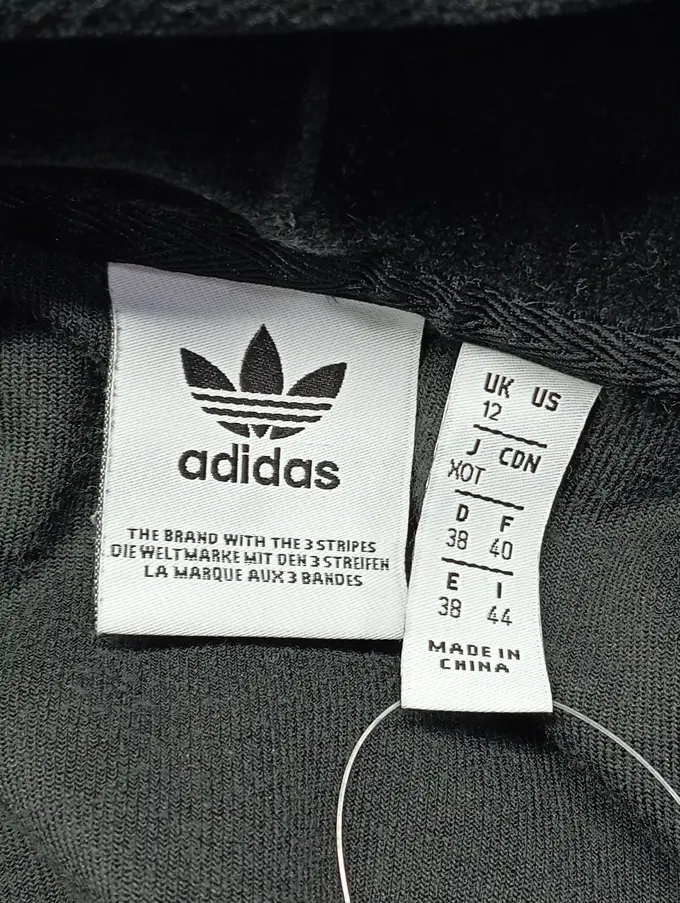 adidas
THE BRAND WITH THE 3 STRIPES
DIE WELTMARKE MIT DEN 3 STREIFEN
LA MARQUE AUX 3 BANDES
UK US
12
J CDN
XOT
D F
38 40
E I
38 44
MADE IN
CHINA